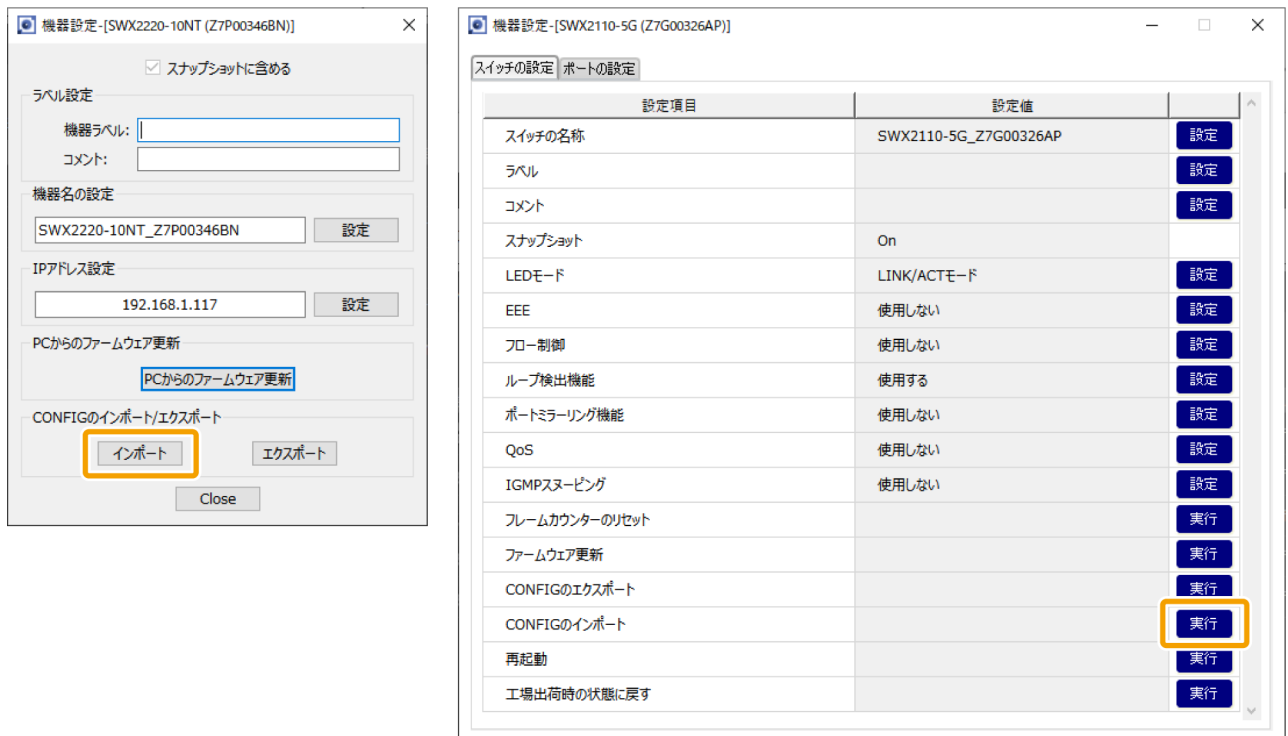 機器設定-[SWX2220-10NT (Z7P00346BN)]
スナップショットに含める
ラベル設定
機器ラベル:
コメント:
機器名の設定
SWX2220-10NT_Z7P00346BN 設定
IPアドレス設定
192.168.1.117 設定
PCからのファームウェア更新
PCからのファームウェア更新
CONFIGのインポート/エクスポート
インポート エクスポート
Close
機器設定-[SWX2110-5G (Z7G00326AP)]
スイッチの設定 ポートの設定
設定項目 設定値
スイッチの名称 SWX2110-5G_Z7G00326AP 設定
ラベル 設定
コメント 設定
スナップショット On
LEDモード LINK/ACTモード 設定
EEE 使用しない 設定
フロー制御 使用しない 設定
ループ検出機能 使用する 設定
ポートミラーリング機能 使用しない 設定
QoS 使用しない 設定
IGMPスヌーピング 使用しない 設定
フレームカウンターのリセット 実行
ファームウェア更新 実行
CONFIGのエクスポート 実行
CONFIGのインポート 実行
再起動 実行
工場出荷時の状態に戻す 実行